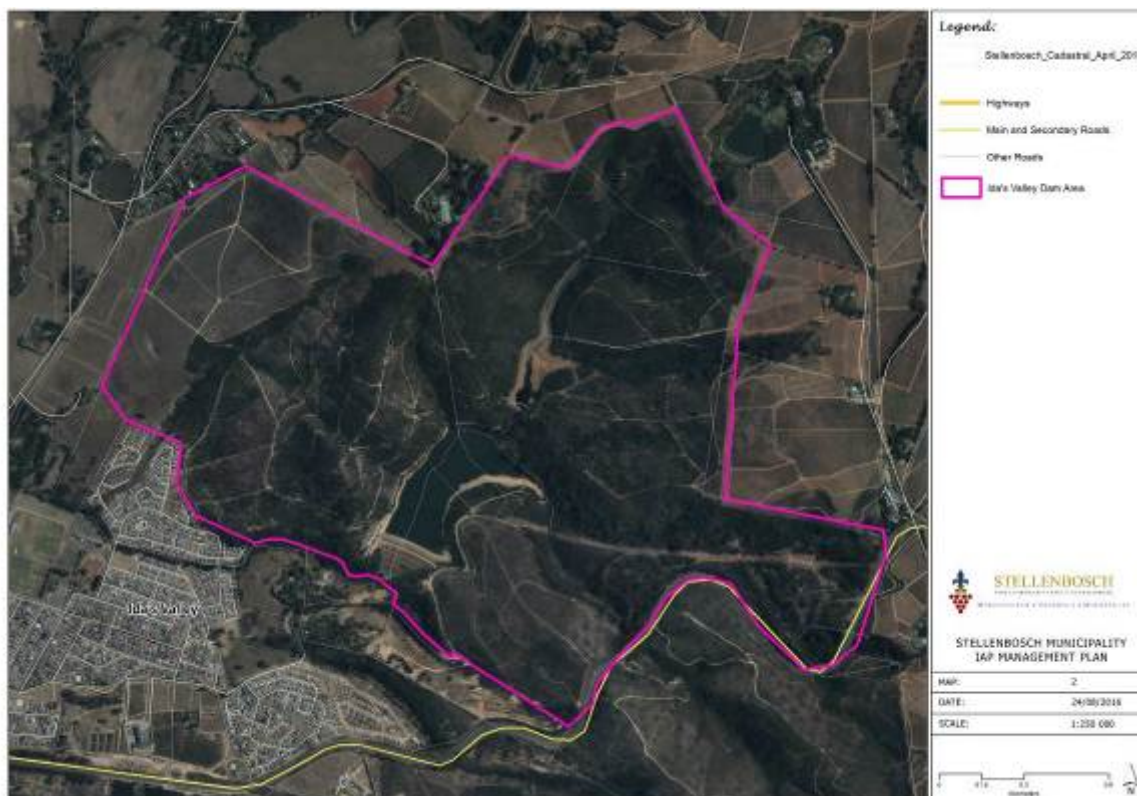 Ida's Valley
Legend:
Stellenbosch_Cadastral_April_201
Highways
Main and Secondary Roads
Other Roads
Ida's Valley Dam Area
STELLENBOSCH
STELLENBOSCH MUNICIPALITY
IAP MANAGEMENT PLAN
MAP: 2
DATE: 24/08/2016
SCALE: 1:250 000
N